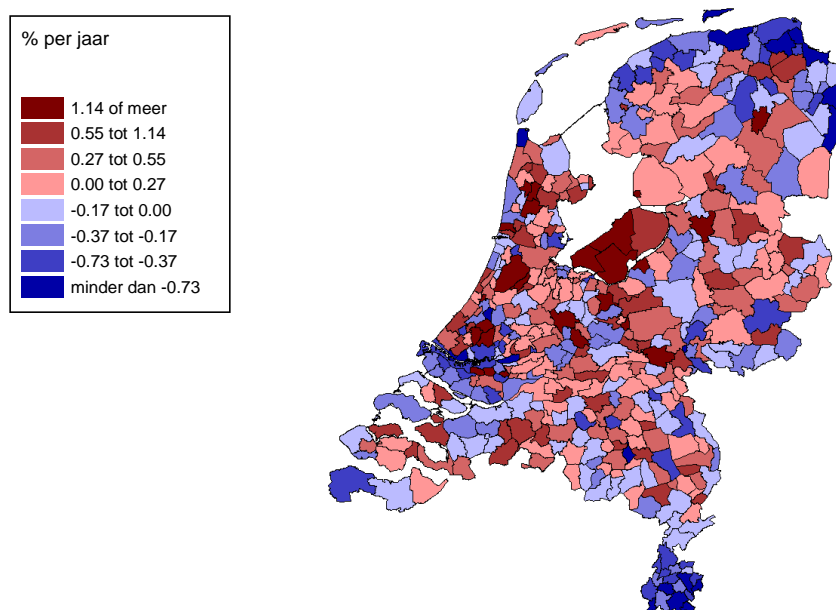 % per jaar
1.14 of meer
0.55 tot 1.14
0.27 tot 0.55
0.00 tot 0.27
-0.17 tot 0.00
-0.37 tot -0.17
-0.73 tot -0.37
minder dan -0.73